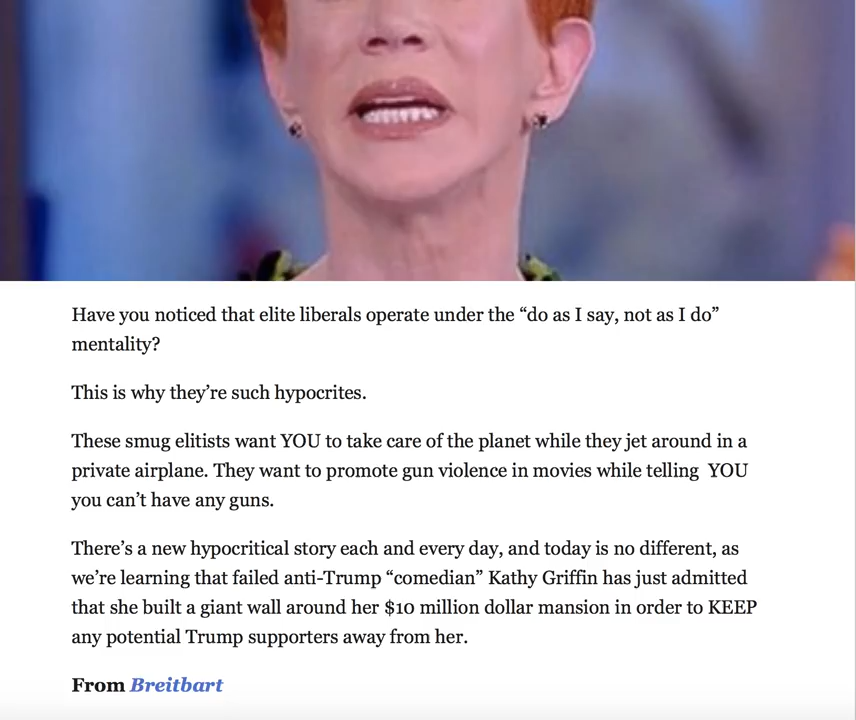 Have you noticed that elite liberals operate under the “do as I say, not as I do”
mentality?
This is why they’re such hypocrites.
These smug elitists want YOU to take care of the planet while they jet around in a
private airplane. They want to promote gun violence in movies while telling  YOU
you can’t have any guns.
There’s a new hypocritical story each and every day, and today is no different, as
we’re learning that failed anti-Trump “comedian” Kathy Griffin has just admitted
that she built a giant wall around her $10 million dollar mansion in order to KEEP
any potential Trump supporters away from her.
From Breitbart